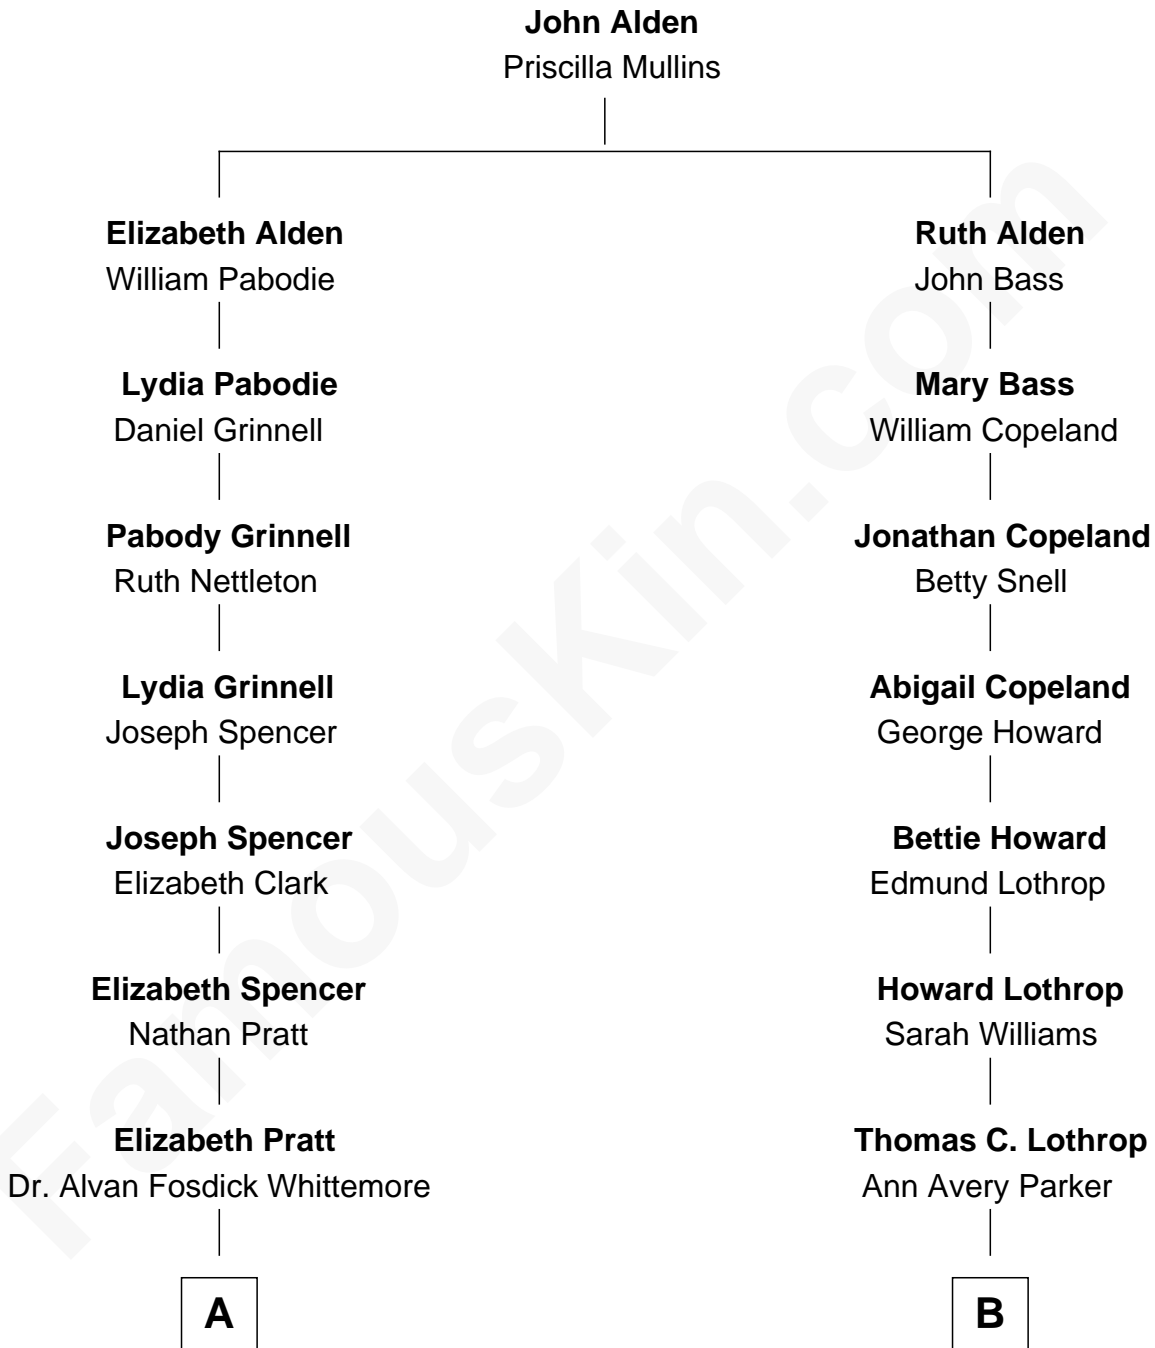 John Alden
Priscilla Mullins
Elizabeth Alden
William Pabodie
Ruth Alden
John Bass
Lydia Pabodie
Daniel Grinnell
Mary Bass
William Copeland
Pabody Grinnell
Ruth Nettleton
Jonathan Copeland
Betty Snell
Lydia Grinnell
Joseph Spencer
Abigail Copeland
George Howard
Joseph Spencer
Elizabeth Clark
Bettie Howard
Edmund Lothrop
Elizabeth Spencer
Nathan Pratt
Howard Lothrop
Sarah Williams
Elizabeth Pratt
Dr. Alvan Fosdick Whittemore
Thomas C. Lothrop
Ann Avery Parker
A
B
FamousKin.com